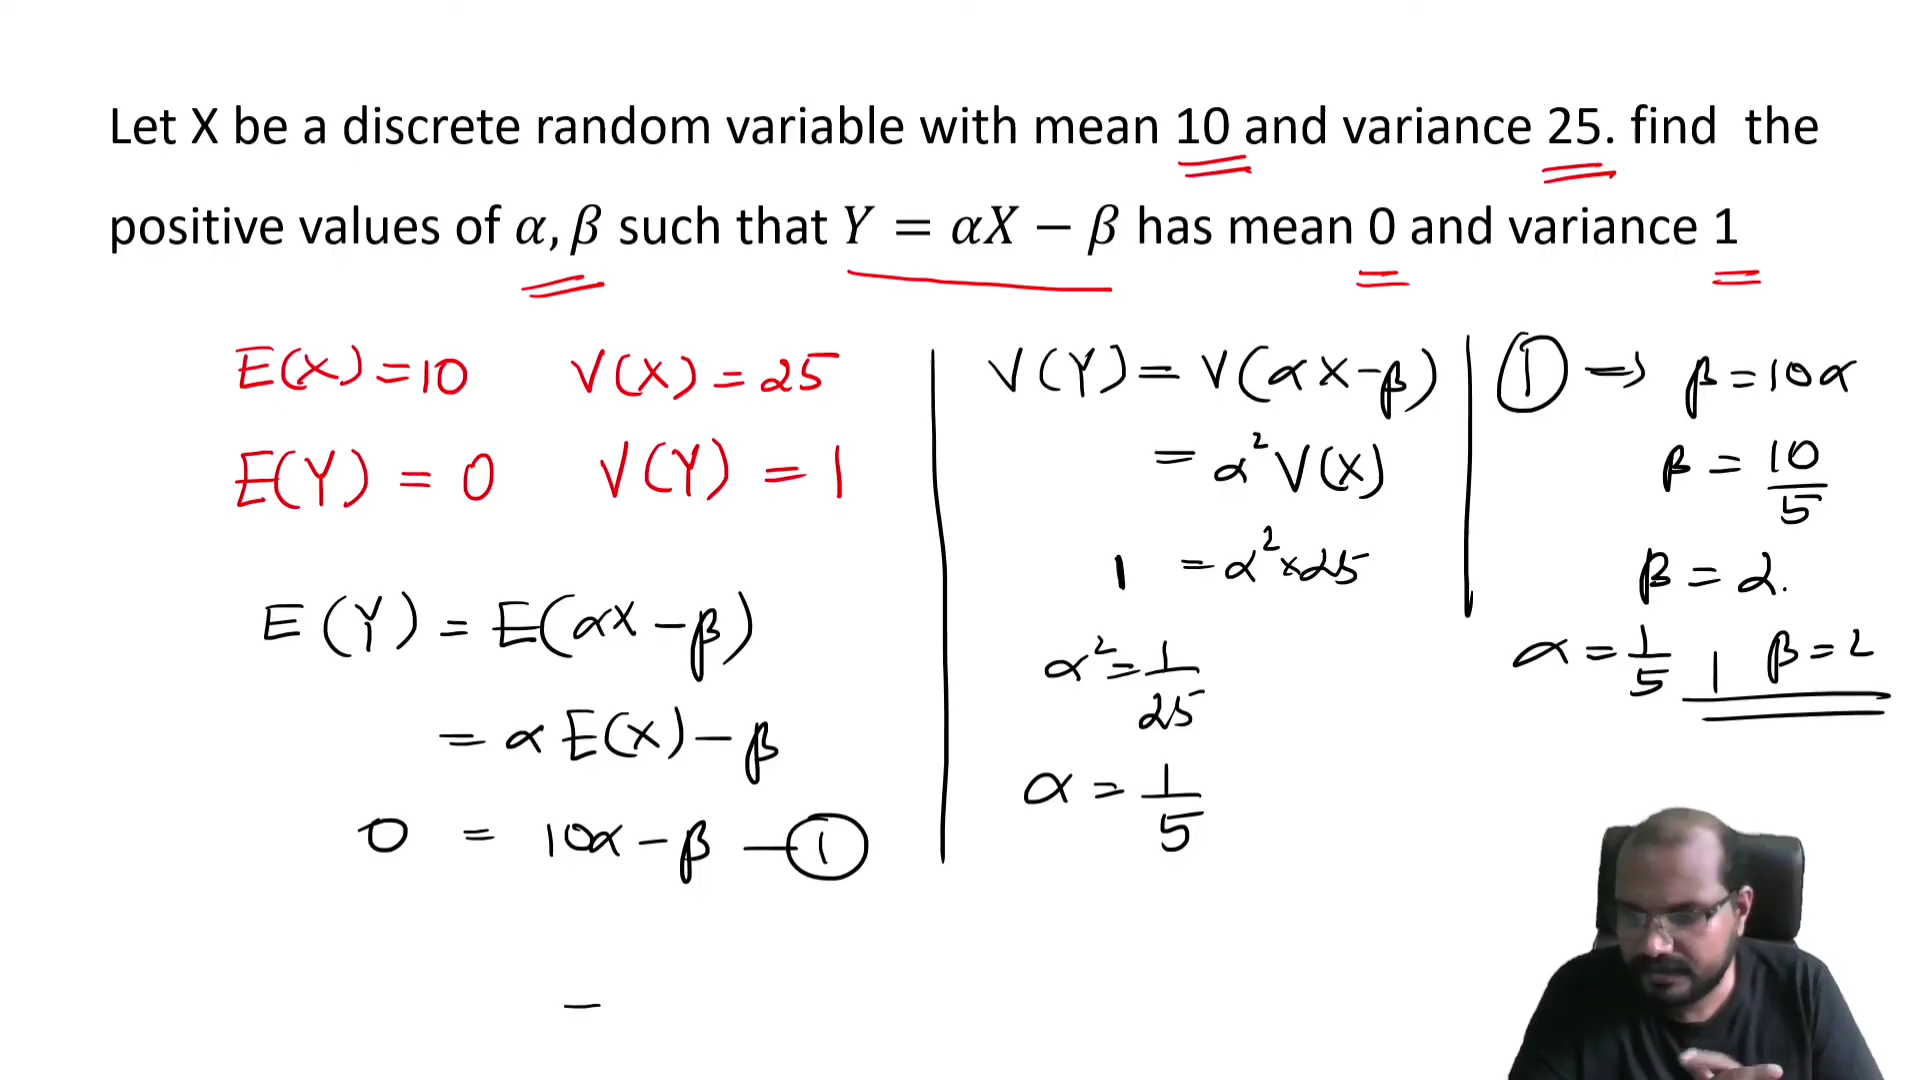 Let X be a discrete random variable with mean 10 and variance 25. find the
positive values of α, β such that Y = αX − β has mean 0 and variance 1
E(X) = 10 V(X) = 25
E(Y) = 0 V(Y) = 1
E(Y) = E(αX − β)
= α E(X) − β
0 = 10α − β — ①
V(Y) = V(αX − β)
= α² V(X)
1 = α² × 25
α² = 1/25
α = 1/5
① ⇒ β = 10α
β = 10/5
β = 2.
α = 1/5 , β = 2